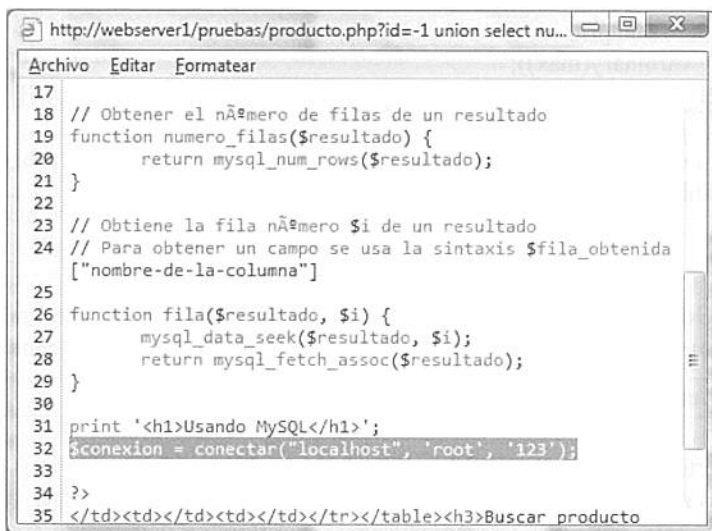 http://webserver1/pruebas/producto.php?id=-1 union select nu...
Archivo Editar Formatear
17
18 // Obtener el nÃºmero de filas de un resultado
19 function numero_filas($resultado) {
20 return mysql_num_rows($resultado);
21 }
22
23 // Obtiene la fila nÃºmero $i de un resultado
24 // Para obtener un campo se usa la sintaxis $fila_obtenida
["nombre-de-la-columna"]
25
26 function fila($resultado, $i) {
27 mysql_data_seek($resultado, $i);
28 return mysql_fetch_assoc($resultado);
29 }
30
31 print '<h1>Usando MySQL</h1>';
32 $conexion = conectar("localhost", 'root', '123');
33
34 ?>
35 </td><td></td><td></td></tr></table><h3>Buscar producto